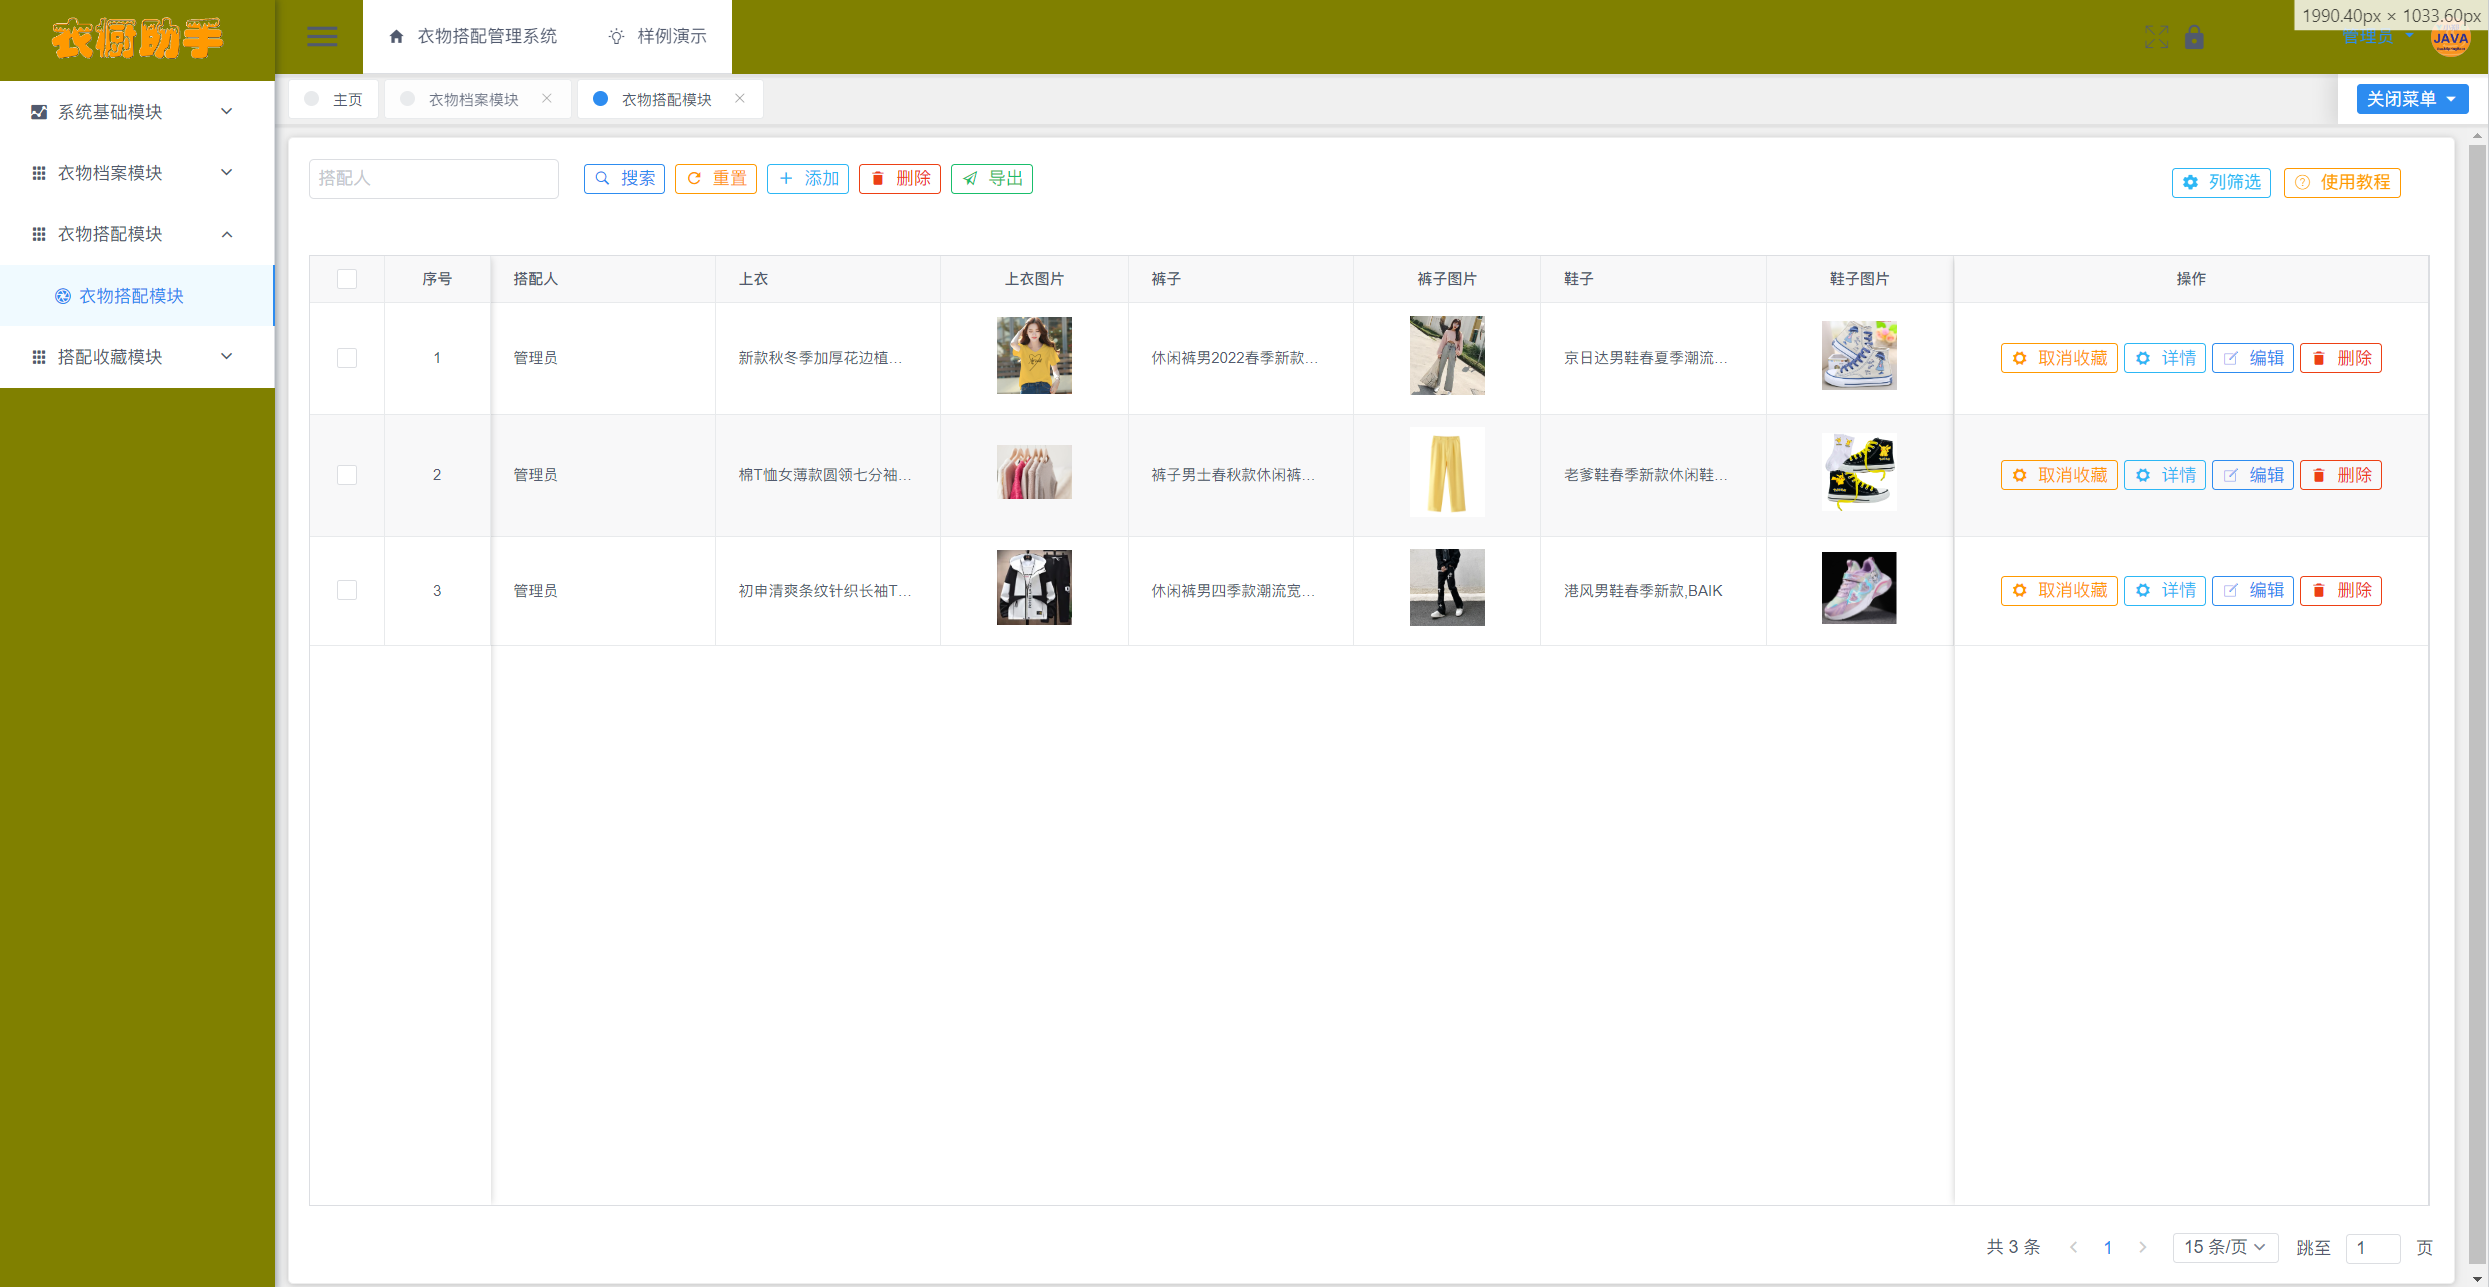 衣橱助手
衣物搭配管理系统
样例演示
1990.40px × 1033.60px
管理员
JAVA
系统基础模块
衣物档案模块
衣物搭配模块
衣物搭配模块
搭配收藏模块
主页
衣物档案模块
衣物搭配模块
关闭菜单
搭配人
搜索
重置
添加
删除
导出
列筛选
使用教程
序号 搭配人 上衣 上衣图片 裤子 裤子图片 鞋子 鞋子图片 操作
1 管理员 新款秋冬季加厚花边植... 休闲裤男2022春季新款... 京日达男鞋春夏季潮流... 取消收藏 详情 编辑 删除
2 管理员 棉T恤女薄款圆领七分袖... 裤子男士春秋款休闲裤... 老爹鞋春季新款休闲鞋... 取消收藏 详情 编辑 删除
3 管理员 初申清爽条纹针织长袖T... 休闲裤男四季款潮流宽... 港风男鞋春季新款,BAIK 取消收藏 详情 编辑 删除
共 3 条
1
15 条/页
跳至 1 页